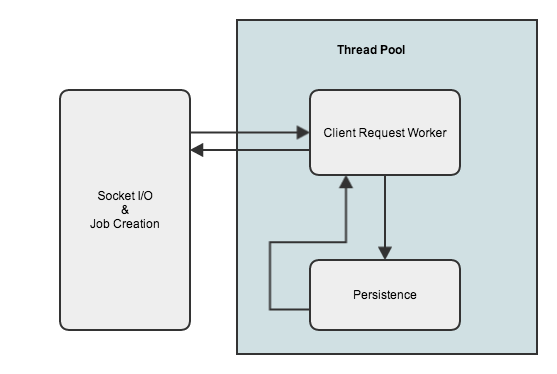 Thread Pool
Client Request Worker
Socket I/O
&
Job Creation
Persistence